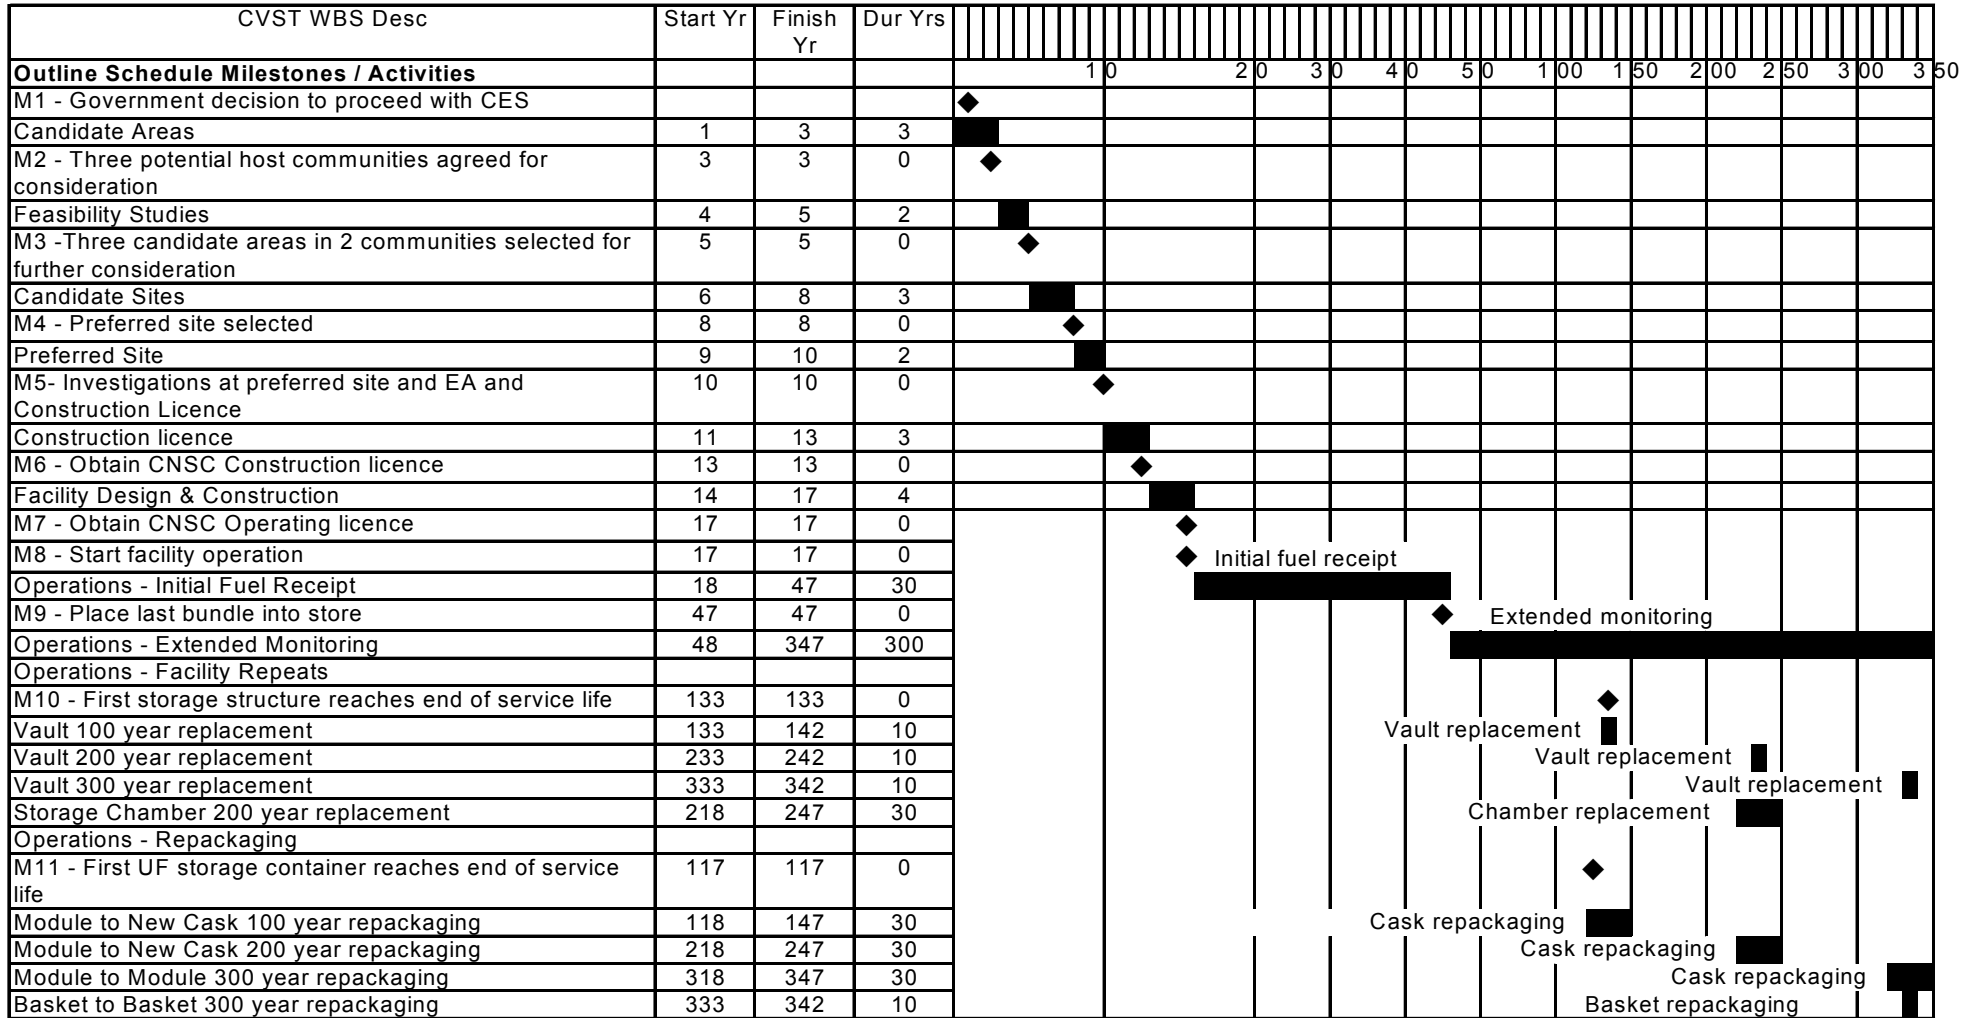 CVST WBS Desc Start Yr Finish Dur Yrs
Yr
Outline Schedule Milestones / Activities 10 20 30 40 50 100 150 200 250 300 350
M1 - Government decision to proceed with CES
Candidate Areas 1 3 3
M2 - Three potential host communities agreed for 3 3 0
consideration
Feasibility Studies 4 5 2
M3 -Three candidate areas in 2 communities selected for 5 5 0
further consideration
Candidate Sites 6 8 3
M4 - Preferred site selected 8 8 0
Preferred Site 9 10 2
M5- Investigations at preferred site and EA and 10 10 0
Construction Licence
Construction licence 11 13 3
M6 - Obtain CNSC Construction licence 13 13 0
Facility Design & Construction 14 17 4
M7 - Obtain CNSC Operating licence 17 17 0
M8 - Start facility operation 17 17 0 Initial fuel receipt
Operations - Initial Fuel Receipt 18 47 30
M9 - Place last bundle into store 47 47 0 Extended monitoring
Operations - Extended Monitoring 48 347 300
Operations - Facility Repeats
M10 - First storage structure reaches end of service life 133 133 0
Vault 100 year replacement 133 142 10 Vault replacement
Vault 200 year replacement 233 242 10 Vault replacement
Vault 300 year replacement 333 342 10 Vault replacement
Storage Chamber 200 year replacement 218 247 30 Chamber replacement
Operations - Repackaging
M11 - First UF storage container reaches end of service 117 117 0
life
Module to New Cask 100 year repackaging 118 147 30 Cask repackaging
Module to New Cask 200 year repackaging 218 247 30 Cask repackaging
Module to Module 300 year repackaging 318 347 30 Cask repackaging
Basket to Basket 300 year repackaging 333 342 10 Basket repackaging